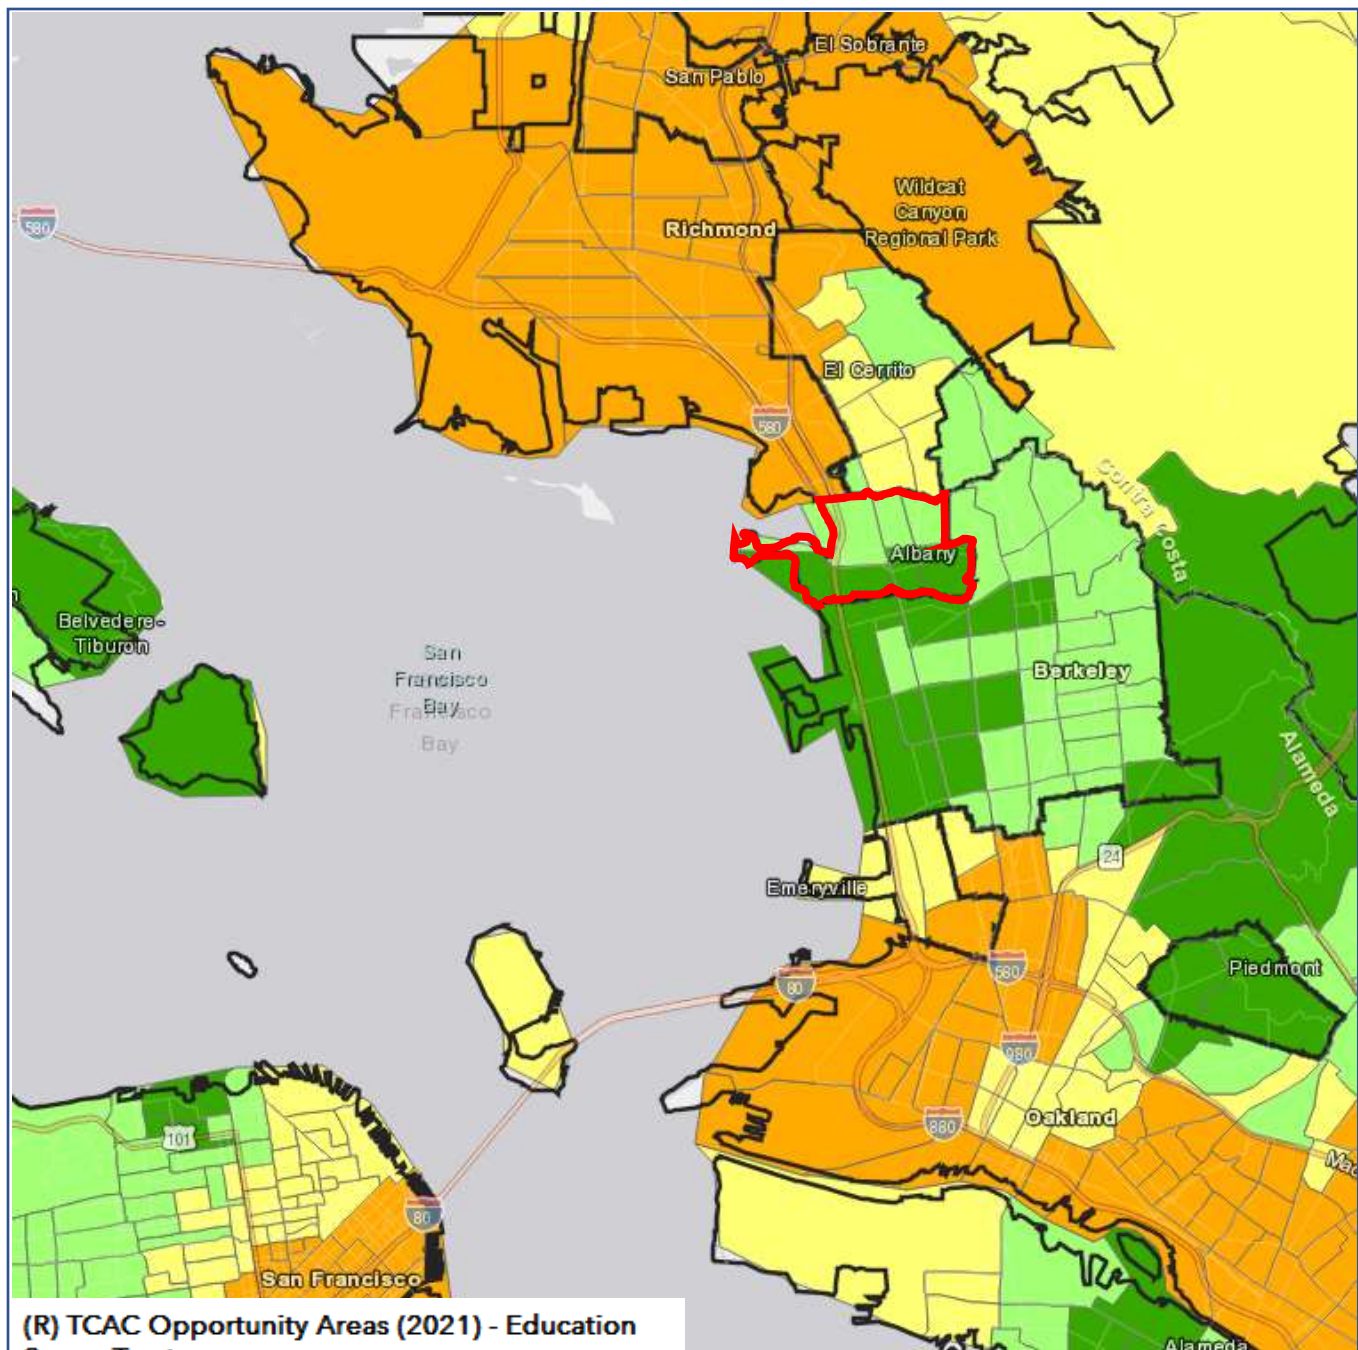 El Sobrante
San Pablo
Wildcat
Canyon
Regional Park
580
Richmond
El Cerrito
580
Contra Costa
Albany
Belvedere-
Tiburon
San
Francisco
Bay
Francisco
Bay
Berkeley
Alameda
24
Emeryville
580
Piedmont
80
980
Oakland
880
101
80
San Francisco
(R) TCAC Opportunity Areas (2021) - Education
Alameda